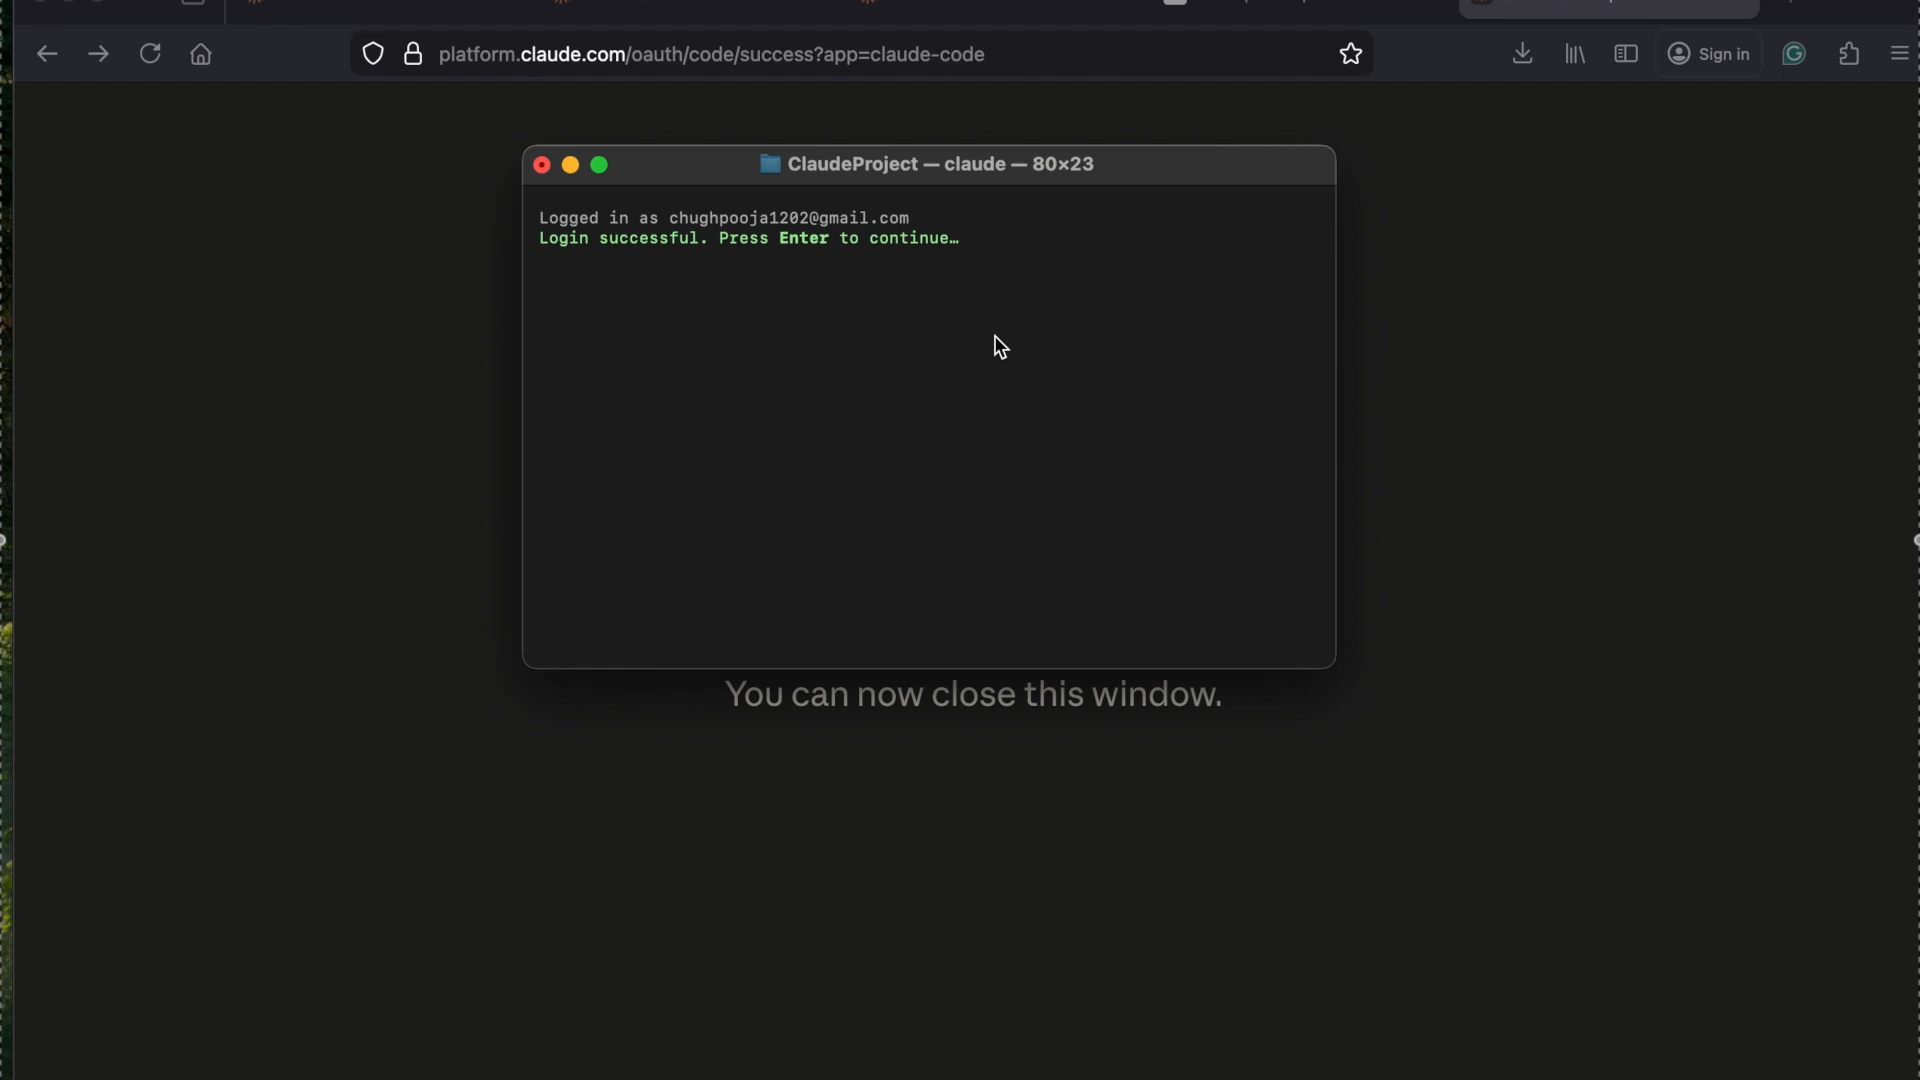 platform.claude.com/oauth/code/success?app=claude-code
Sign in
ClaudeProject — claude — 80×23
Logged in as chughpooja1202@gmail.com
Login successful. Press Enter to continue…
You can now close this window.